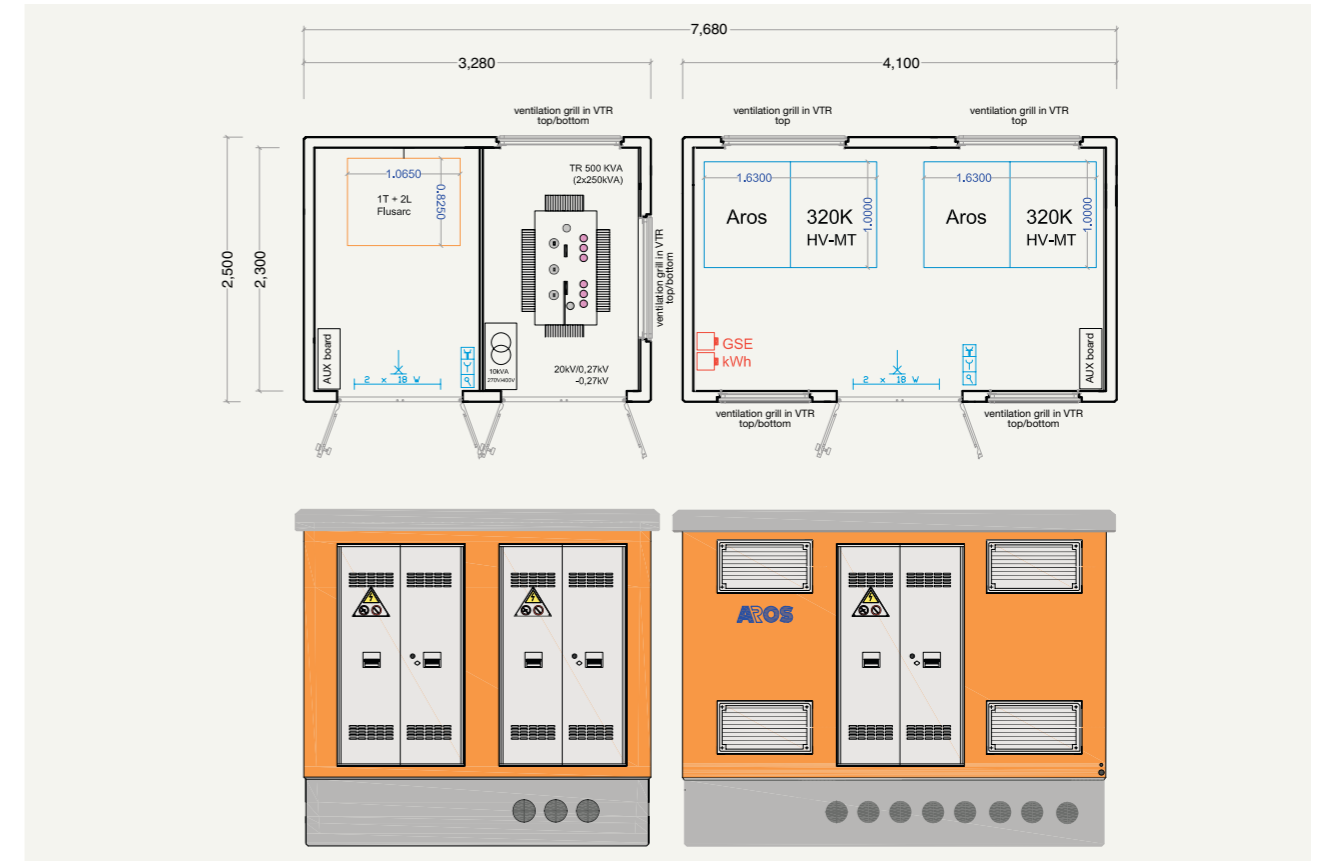 7,680
3,280
4,100
ventilation grill in VTR
top/bottom
ventilation grill in VTR
top
ventilation grill in VTR
top
2,500
2,300
1.0650
0.8250
1T + 2L
Flusarc
TR 500 KVA
(2x250kVA)
ventilation grill in VTR
top/bottom
1.6300
1.0000
Aros
320K
HV-MT
1.6300
1.0000
Aros
320K
HV-MT
AUX board
2 x 18 W
10kVA
270V/400V
20kV/0,27kV
-0,27kV
GSE
kWh
2 x 18 W
AUX board
ventilation grill in VTR
top/bottom
ventilation grill in VTR
top/bottom
AROS